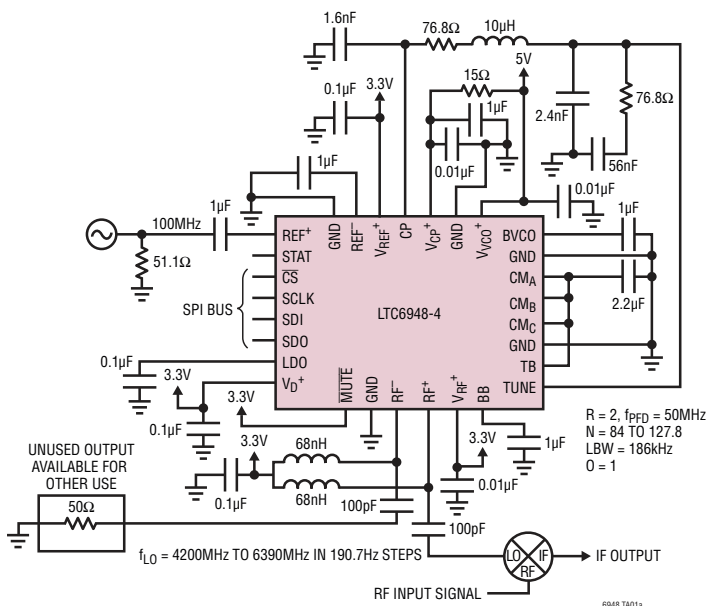 1.6nF
76.8Ω
10µH
5V
0.1µF
3.3V
15Ω
1µF
0.01µF
2.4nF
76.8Ω
56nF
1µF
0.01µF
1µF
1µF
100MHz
51.1Ω
REF+
GND
REF–
VREF+
CP
VCP+
GND
VVCO+
BVCO
STAT
GND
CS
CMA
2.2µF
SPI BUS
SCLK
CMB
LTC6948-4
SDI
CMC
SDO
GND
LDO
TB
0.1µF
VD+
TUNE
MUTE
GND
RF–
RF+
VRF+
BB
3.3V
3.3V
0.1µF
R = 2, fPFD = 50MHz
N = 84 TO 127.8
LBW = 186kHz
O = 1
UNUSED OUTPUT
AVAILABLE FOR
OTHER USE
50Ω
3.3V
68nH
68nH
0.1µF
3.3V
1µF
0.01µF
100pF
100pF
fLO = 4200MHz TO 6390MHz IN 190.7Hz STEPS
LO
IF
RF
IF OUTPUT
RF INPUT SIGNAL
6948 TA01a